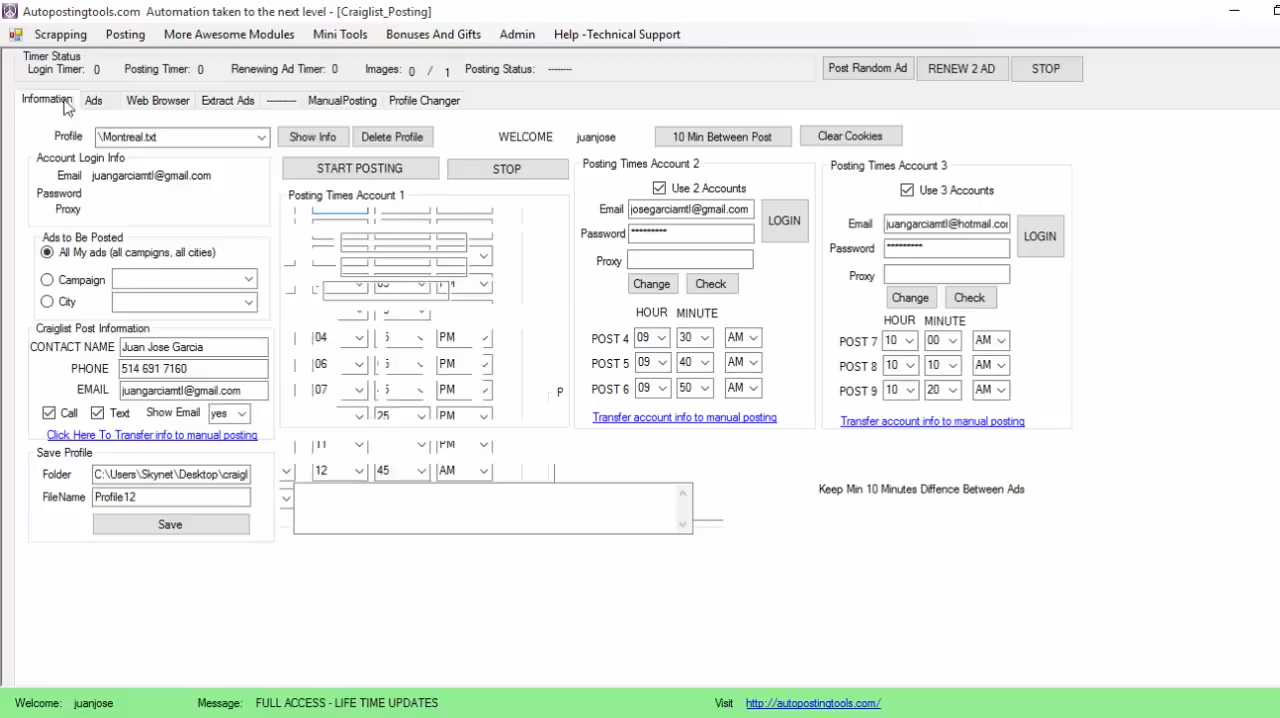 Autopostingtools.com Automation taken to the next level - [Craiglist_Posting]
Scrapping Posting More Awesome Modules Mini Tools Bonuses And Gifts Admin Help -Technical Support
Timer Status
Login Timer: 0 Posting Timer: 0 Renewing Ad Timer: 0 Images: 0 / 1 Posting Status: --------
Post Random Ad RENEW 2 AD STOP
Information Ads Web Browser Extract Ads ---------- ManualPosting Profile Changer
Profile \Montreal.txt Show Info Delete Profile WELCOME juanjose 10 Min Between Post Clear Cookies
Account Login Info
Email juangarciamtl@gmail.com
Password
Proxy
START POSTING STOP
Posting Times Account 1
Ads to Be Posted
All My ads (all campaigns, all cities)
Campaign
City
Craiglist Post Information
CONTACT NAME Juan Jose Garcia
PHONE 514 691 7160
EMAIL juangarciamtl@gmail.com
Call Text Show Email yes
Click Here To Transfer info to manual posting
Save Profile
Folder C:\Users\Skynet\Desktop\craigl
FileName Profile12
Save
04 5 PM
06 PM
07 PM
P
25 PM
PM
12 45 AM
Posting Times Account 2
Use 2 Accounts
Email josegarciamtl@gmail.com
Password *********
LOGIN
Proxy
Change Check
HOUR MINUTE
POST 4 09 30 AM
POST 5 09 40 AM
POST 6 09 50 AM
Transfer account info to manual posting
Posting Times Account 3
Use 3 Accounts
Email juangarciamtl@hotmail.co
Password *********
LOGIN
Proxy
Change Check
HOUR MINUTE
POST 7 10 00 AM
POST 8 10 10 AM
POST 9 10 20 AM
Transfer account info to manual posting
Keep Min 10 Minutes Diffence Between Ads
Welcome: juanjose Message: FULL ACCESS - LIFE TIME UPDATES Visit http://autopostingtools.com/